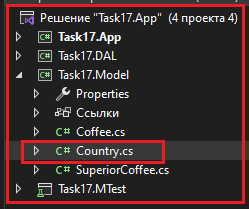 Решение "Task17.App" (4 проекта 4)
C# Task17.App
C# Task17.DAL
C# Task17.Model
Properties
Ссылки
C# Coffee.cs
C# Country.cs
C# SuperiorCoffee.cs
Task17.MTest